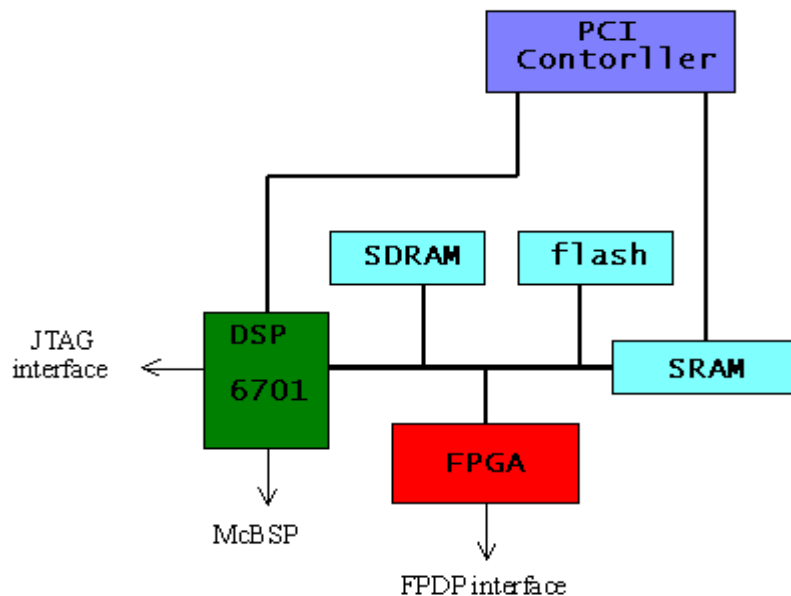 PCI
Contorller
SDRAM
flash
DSP
6701
JTAG
interface
SRAM
FPGA
McBSP
FPDP interface